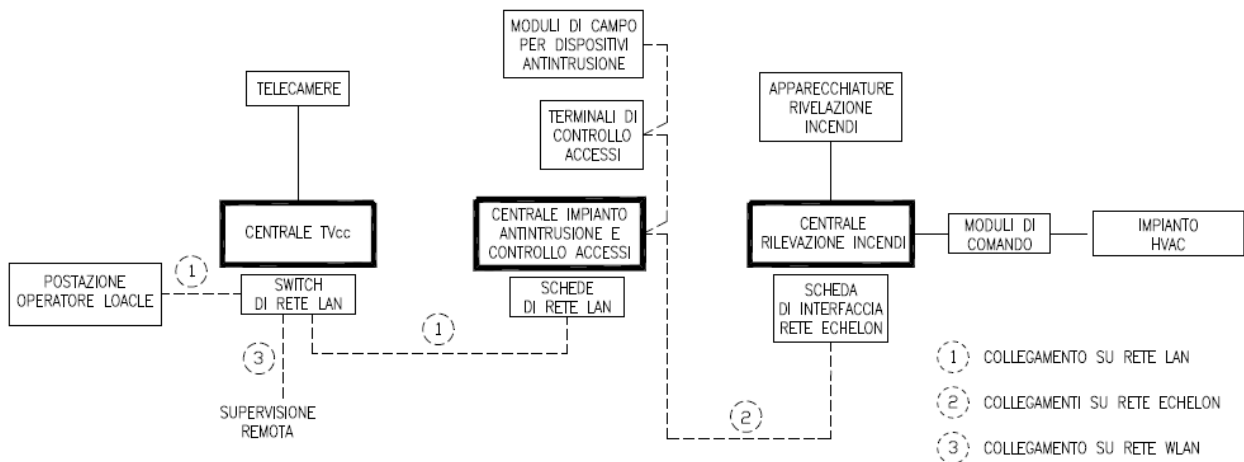 MODULI DI CAMPO
PER DISPOSITIVI
ANTINTRUSIONE
TELECAMERE
TERMINALI DI
CONTROLLO
ACCESSI
APPARECCHIATURE
RIVELAZIONE
INCENDI
CENTRALE TVcc
CENTRALE IMPIANTO
ANTINTRUSIONE E
CONTROLLO ACCESSI
CENTRALE
RILEVAZIONE INCENDI
MODULI DI
COMANDO
IMPIANTO
HVAC
POSTAZIONE
OPERATORE LOACLE
1
SWITCH
DI RETE LAN
SCHEDE
DI RETE LAN
SCHEDA
DI INTERFACCIA
RETE ECHELON
1
3
2
SUPERVISIONE
REMOTA
1 COLLEGAMENTO SU RETE LAN
2 COLLEGAMENTI SU RETE ECHELON
3 COLLEGAMENTO SU RETE WLAN